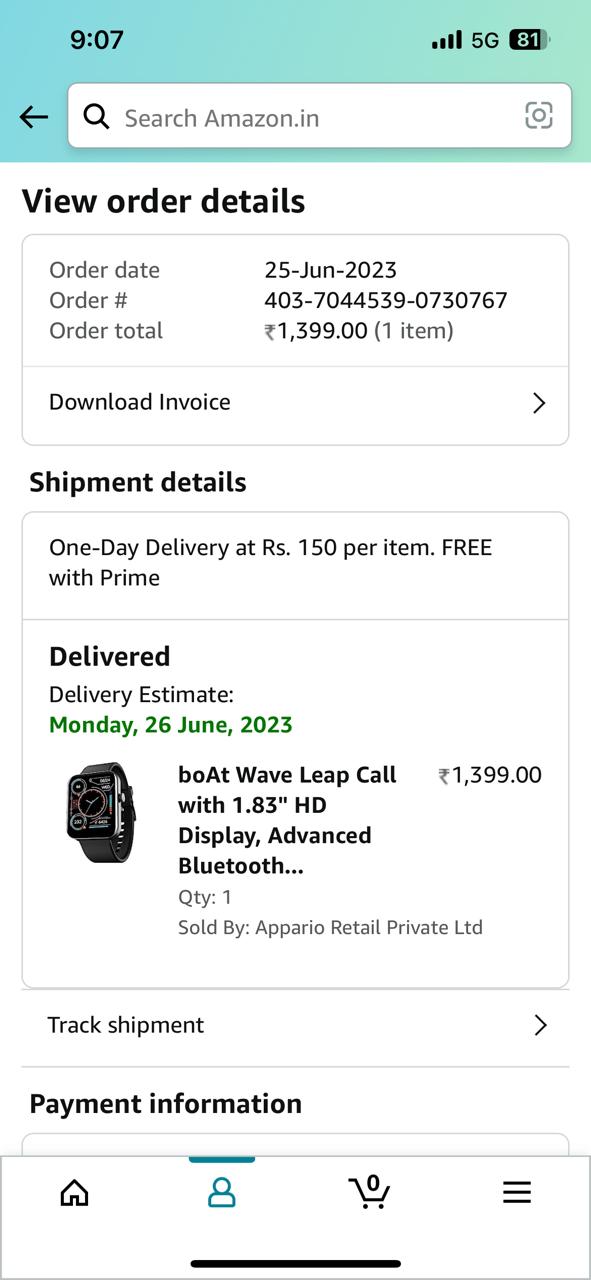 9:07
5G 81
Search Amazon.in
View order details
Order date 25-Jun-2023
Order # 403-7044539-0730767
Order total ₹1,399.00 (1 item)
Download Invoice
Shipment details
One-Day Delivery at Rs. 150 per item. FREE
with Prime
Delivered
Delivery Estimate:
Monday, 26 June, 2023
boAt Wave Leap Call ₹1,399.00
with 1.83" HD
Display, Advanced
Bluetooth...
Qty: 1
Sold By: Appario Retail Private Ltd
Track shipment
Payment information
0